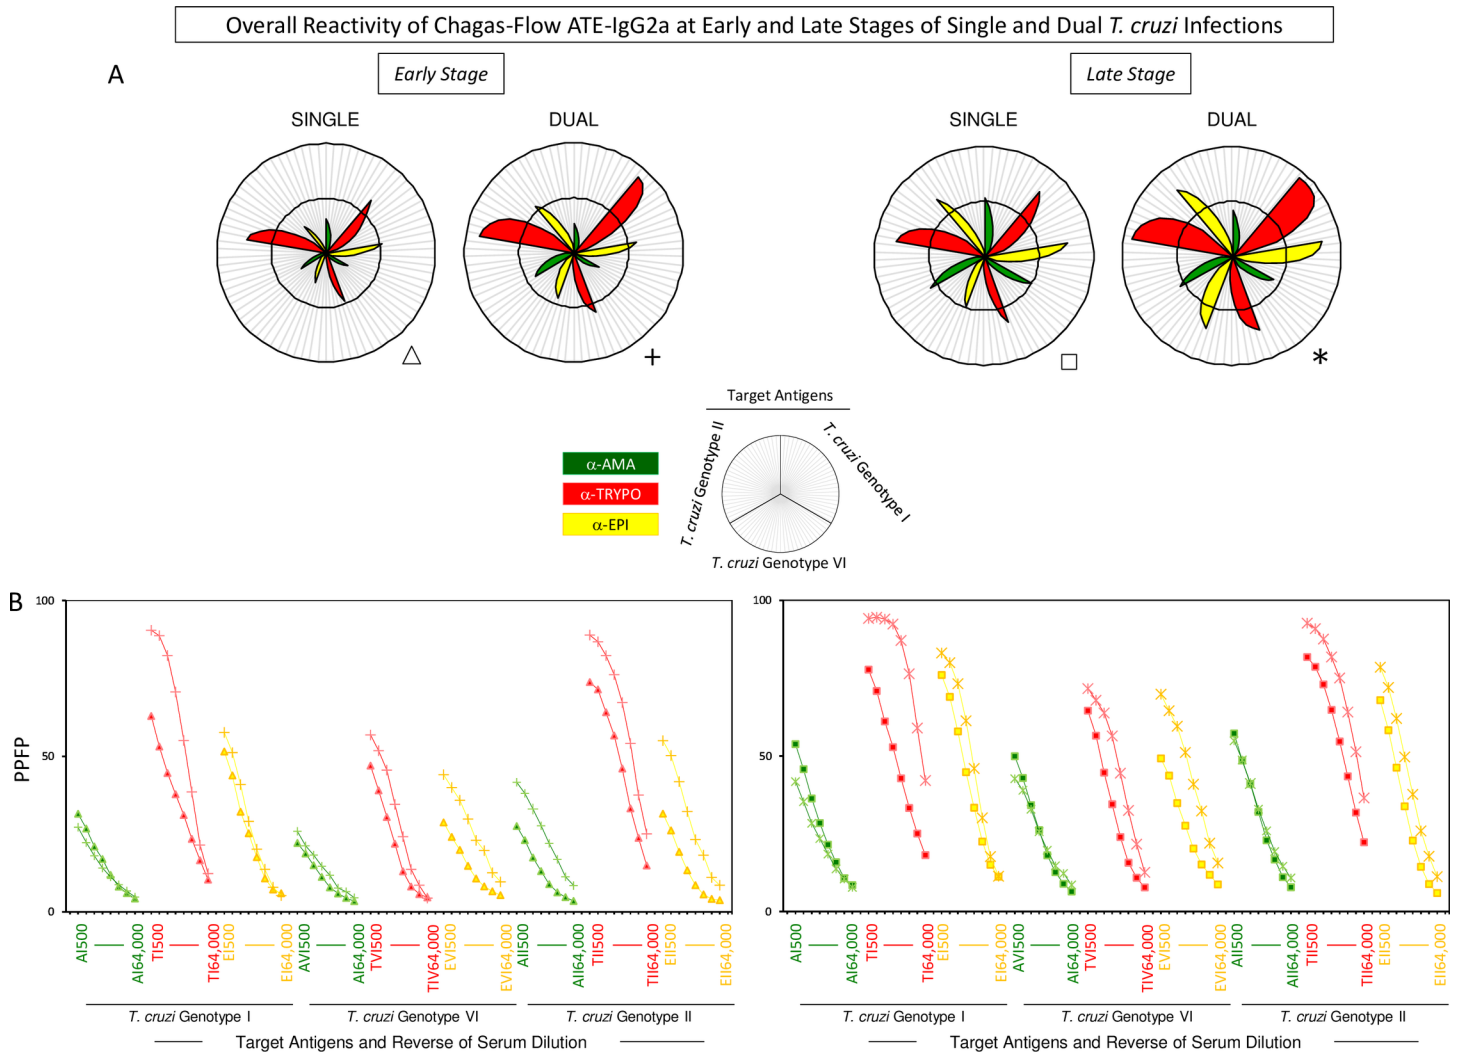 Overall Reactivity of Chagas-Flow ATE-IgG2a at Early and Late Stages of Single and Dual T. cruzi Infections
A
Early Stage
Late Stage
SINGLE
DUAL
SINGLE
DUAL
Target Antigens
T. cruzi Genotype II
T. cruzi Genotype I
T. cruzi Genotype VI
α-AMA
α-TRYPO
α-EPI
B
PPFP
100
50
0
100
50
0
AI500
AI64,000
TI500
TI64,000
EI500
EI64,000
AVI500
AI64,000
TVI500
TIV64,000
EVI500
EVI64,000
AII500
AII64,000
TII500
TII64,000
EII500
EII64,000
AI500
AI64,000
TI500
TI64,000
EI500
EI64,000
AVI500
AI64,000
TVI500
TIV64,000
EVI500
EVI64,000
AII500
AII64,000
TII500
TII64,000
EII500
EII64,000
T. cruzi Genotype I
T. cruzi Genotype VI
T. cruzi Genotype II
T. cruzi Genotype I
T. cruzi Genotype VI
T. cruzi Genotype II
Target Antigens and Reverse of Serum Dilution
Target Antigens and Reverse of Serum Dilution